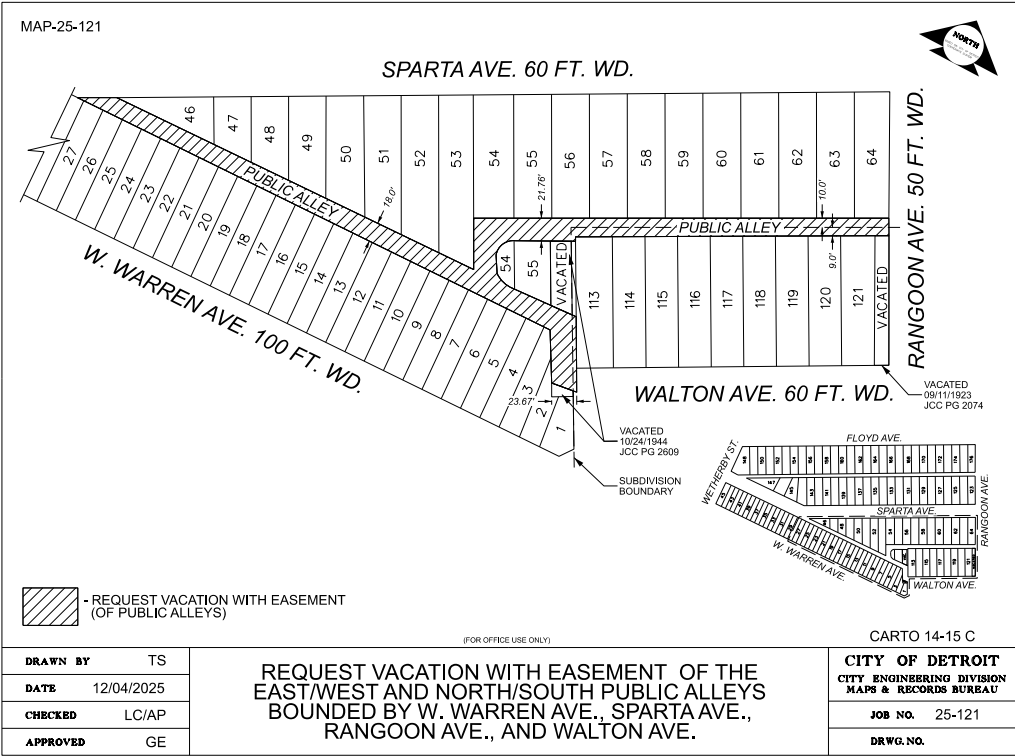 MAP-25-121
NORTH
SPARTA AVE. 60 FT. WD.
RANGOON AVE. 50 FT. WD.
46 47 48 49 50 51 52 53 54 55 56 57 58 59 60 61 62 63 64
27 26 25 24 23 22 21 20 19 18 17 16 15 14 13 12 11 10 9 8 7 6 5 4 3 2 1
PUBLIC ALLEY
18.0'
21.76'
10.0'
PUBLIC ALLEY
9.0'
54 55 VACATED
113 114 115 116 117 118 119 120 121 VACATED
W. WARREN AVE. 100 FT. WD.
23.67'
WALTON AVE. 60 FT. WD.
VACATED
09/11/1923
JCC PG 2074
VACATED
10/24/1944
JCC PG 2609
SUBDIVISION
BOUNDARY
FLOYD AVE.
WETHERBY ST.
SPARTA AVE.
RANGOON AVE.
W. WARREN AVE.
WALTON AVE.
- REQUEST VACATION WITH EASEMENT
(OF PUBLIC ALLEYS)
(FOR OFFICE USE ONLY)
CARTO 14-15 C
DRAWN BY TS
DATE 12/04/2025
CHECKED LC/AP
APPROVED GE
REQUEST VACATION WITH EASEMENT OF THE
EAST/WEST AND NORTH/SOUTH PUBLIC ALLEYS
BOUNDED BY W. WARREN AVE., SPARTA AVE.,
RANGOON AVE., AND WALTON AVE.
CITY OF DETROIT
CITY ENGINEERING DIVISION
MAPS & RECORDS BUREAU
JOB NO. 25-121
DRWG. NO.